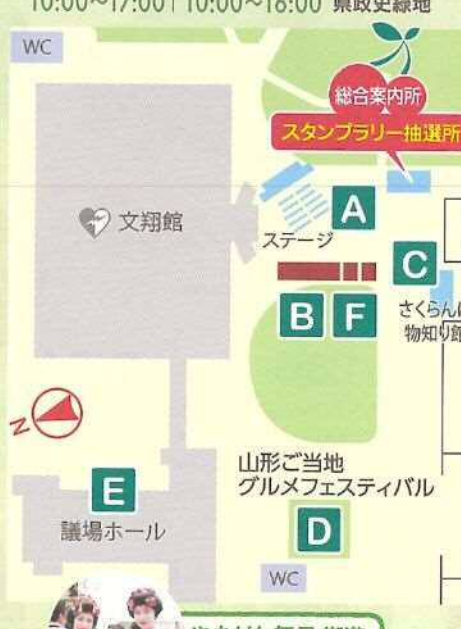 10:00~17:00 | 10:00~16:00 県政史緑地
WC
総合案内所
スタンプラリー抽選所
文翔館
A
ステージ
C
B F
さくらんぼ
物知り館
N
山形ご当地
グルメフェスティバル
E
議場ホール
D
WC